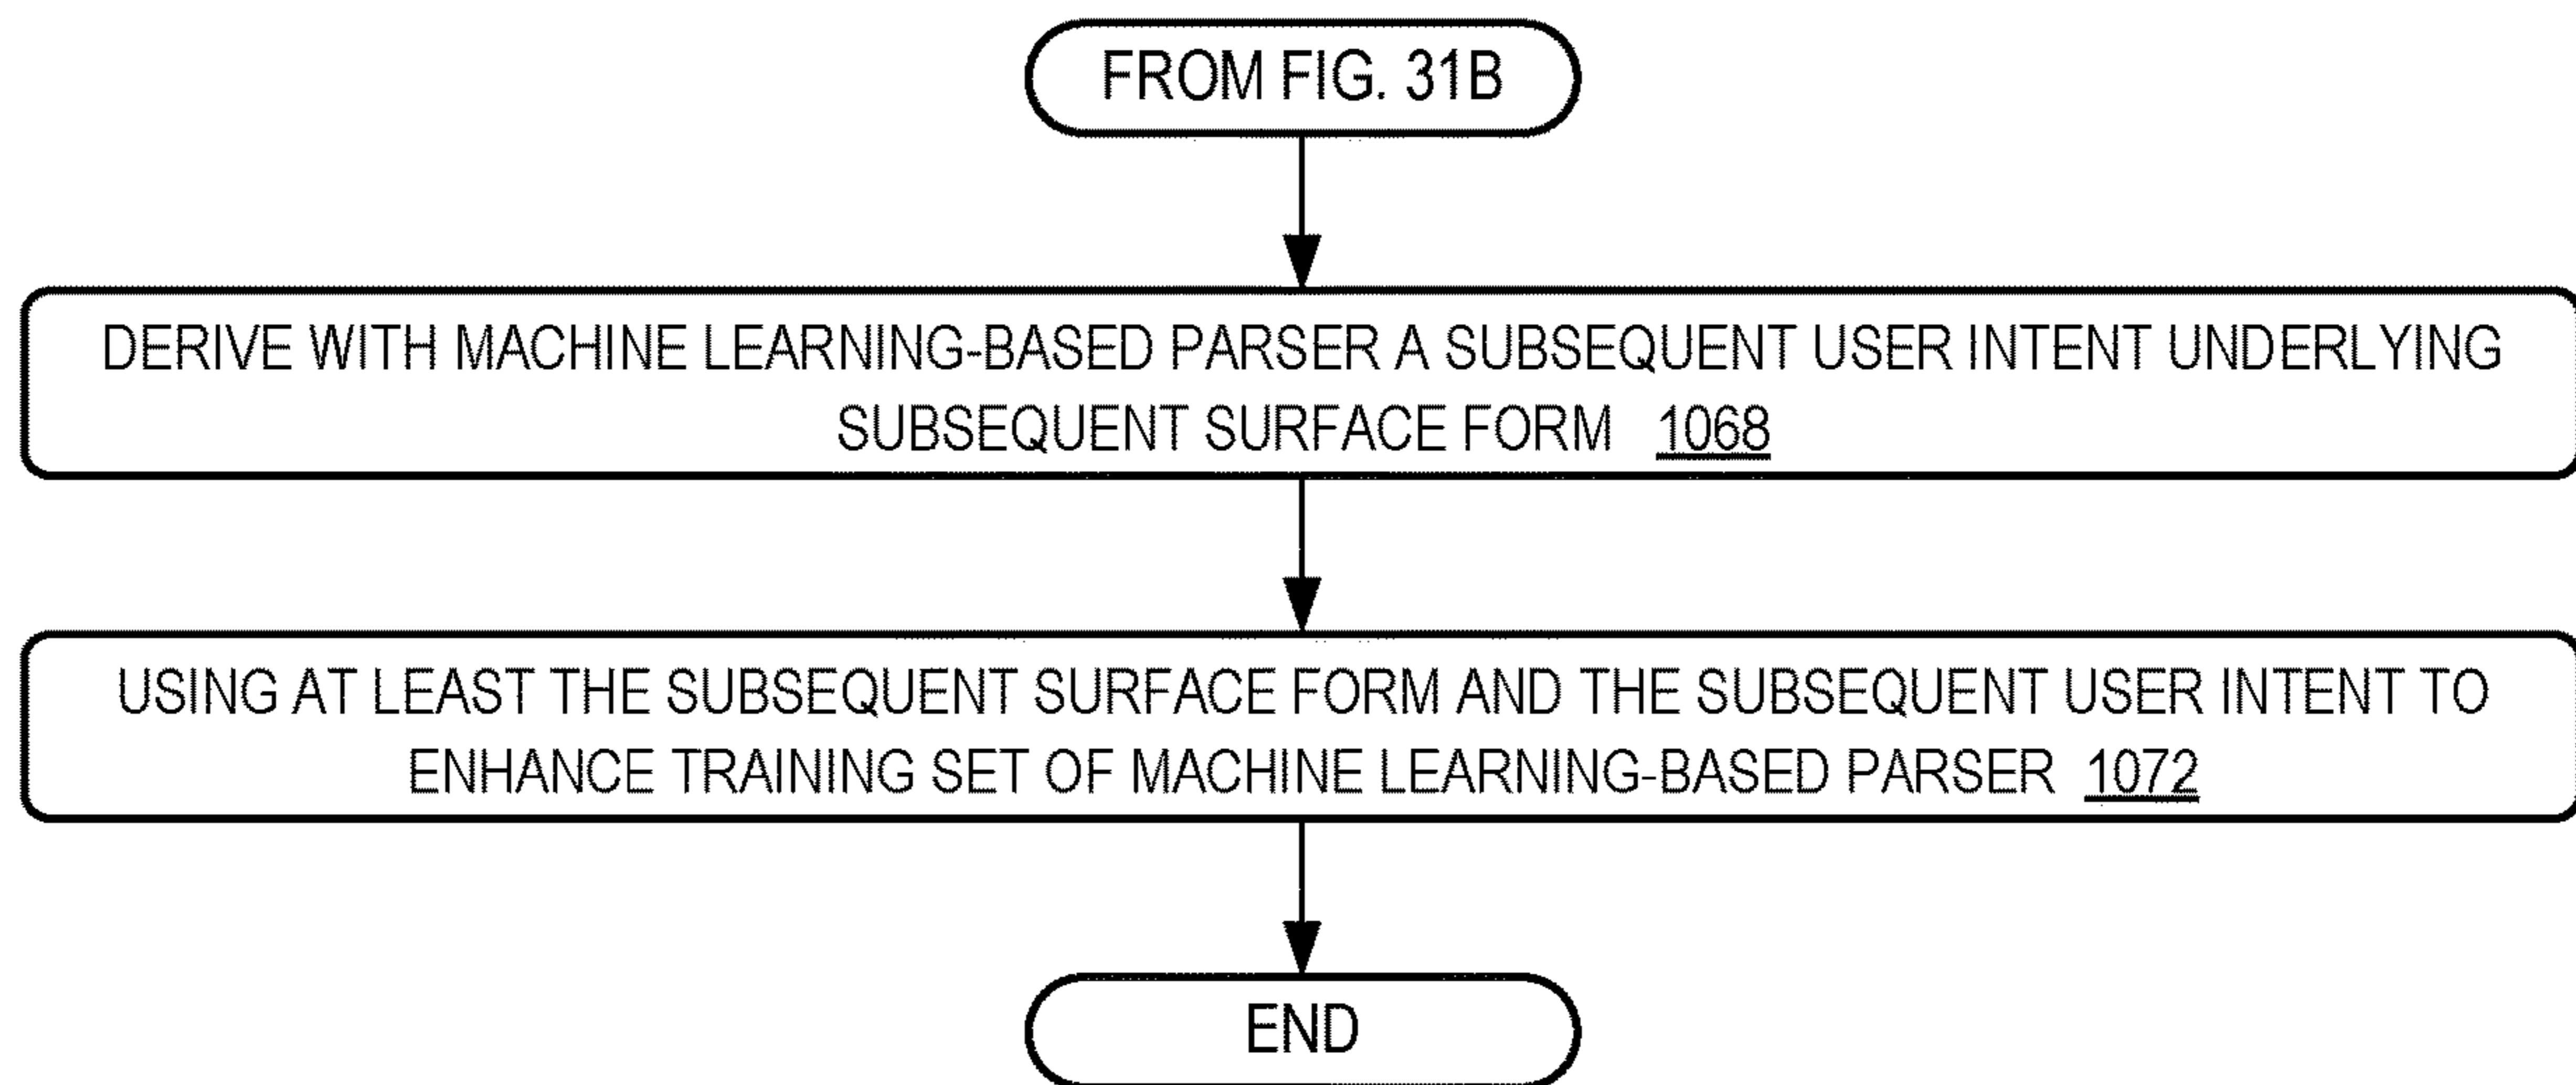 FROM FIG. 31B
DERIVE WITH MACHINE LEARNING-BASED PARSER A SUBSEQUENT USER INTENT UNDERLYING
SUBSEQUENT SURFACE FORM 1068
USING AT LEAST THE SUBSEQUENT SURFACE FORM AND THE SUBSEQUENT USER INTENT TO
ENHANCE TRAINING SET OF MACHINE LEARNING-BASED PARSER 1072
END